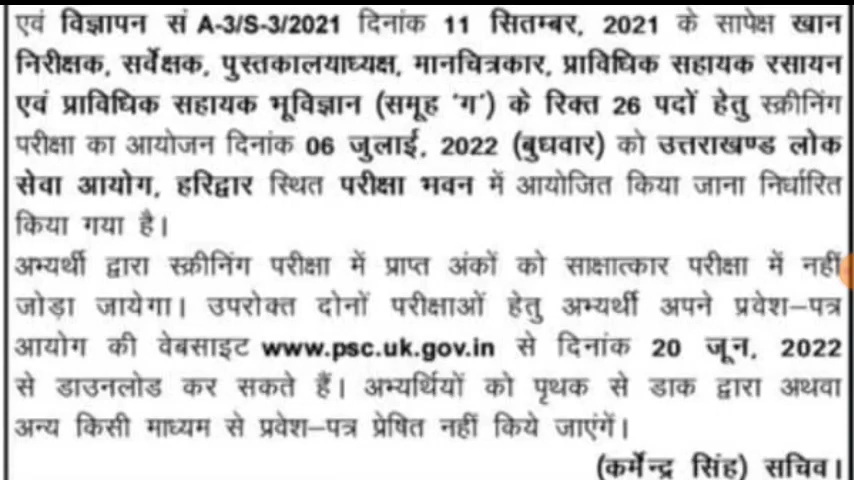 एवं विज्ञापन सं A-3/S-3/2021 दिनांक 11 सितम्बर, 2021 के सापेक्ष खान
निरीक्षक, सर्वेक्षक, पुस्तकालयाध्यक्ष, मानचित्रकार, प्राविधिक सहायक रसायन
एवं प्राविधिक सहायक भूविज्ञान (समूह 'ग') के रिक्त 26 पदों हेतु स्क्रीनिंग
परीक्षा का आयोजन दिनांक 06 जुलाई, 2022 (बुधवार) को उत्तराखण्ड लोक
सेवा आयोग, हरिद्वार स्थित परीक्षा भवन में आयोजित किया जाना निर्धारित
किया गया है।
अभ्यर्थी द्वारा स्क्रीनिंग परीक्षा में प्राप्त अंकों को साक्षात्कार परीक्षा में नहीं
जोड़ा जायेगा। उपरोक्त दोनों परीक्षाओं हेतु अभ्यर्थी अपने प्रवेश–पत्र
आयोग की वेबसाइट www.psc.uk.gov.in से दिनांक 20 जून, 2022
से डाउनलोड कर सकते हैं। अभ्यर्थियों को पृथक से डाक द्वारा अथवा
अन्य किसी माध्यम से प्रवेश–पत्र प्रेषित नहीं किये जाएंगें।
(कर्मेन्द्र सिंह) सचिव।